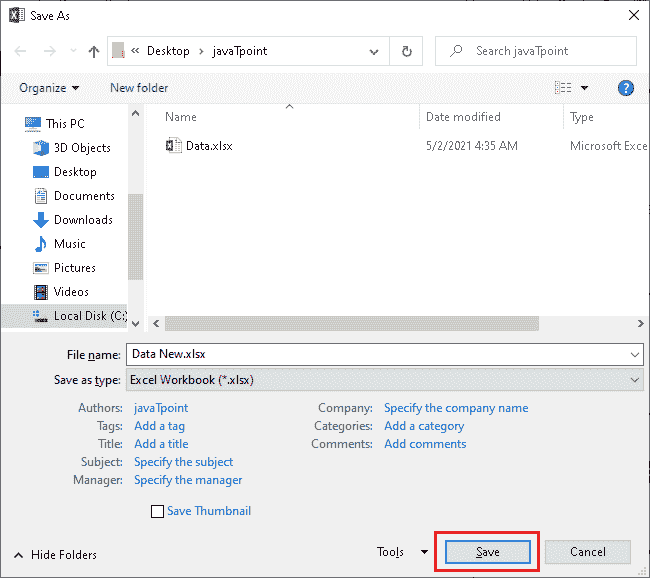 Save As
« Desktop › javaTpoint
Search javaTpoint
Organize
New folder
Name
Date modified
Type
This PC
3D Objects
Desktop
Documents
Downloads
Music
Pictures
Videos
Local Disk (C:)
Data.xlsx
5/2/2021 4:35 AM
Microsoft Exce
File name: Data New.xlsx
Save as type: Excel Workbook (*.xlsx)
Authors: javaTpoint
Company: Specify the company name
Tags: Add a tag
Categories: Add a category
Title: Add a title
Comments: Add comments
Subject: Specify the subject
Manager: Specify the manager
Save Thumbnail
Hide Folders
Tools
Save
Cancel